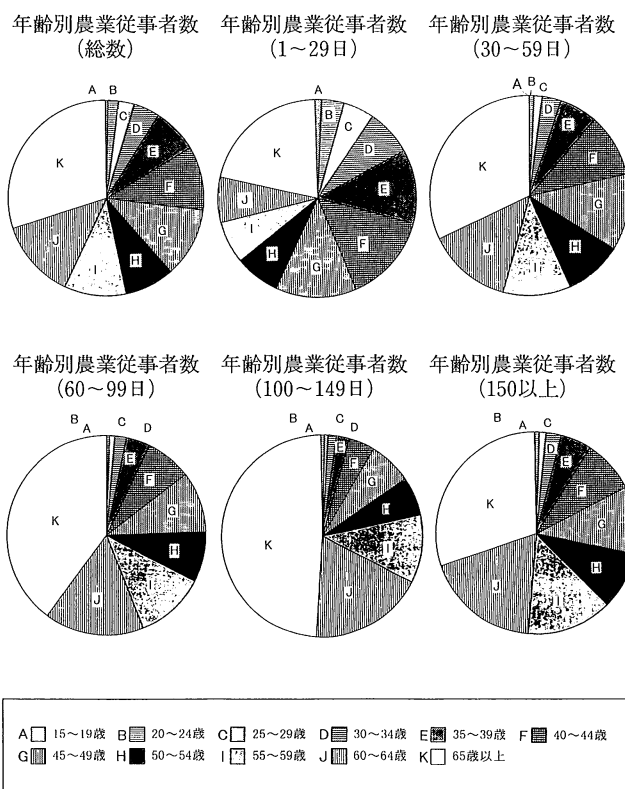 年齢別農業従事者数 年齢別農業従事者数 年齢別農業従事者数
(総数) (1～29日) (30～59日)
A B C D E F G H I J K
A B C D E F G H I J K
A B C D E F G H I J K
年齢別農業従事者数 年齢別農業従事者数 年齢別農業従事者数
(60～99日) (100～149日) (150以上)
B A C D E F G H I J K
B A C D E F G H I J K
B A C D E F G H I J K
A 15～19歳 B 20～24歳 C 25～29歳 D 30～34歳 E 35～39歳 F 40～44歳
G 45～49歳 H 50～54歳 I 55～59歳 J 60～64歳 K 65歳以上